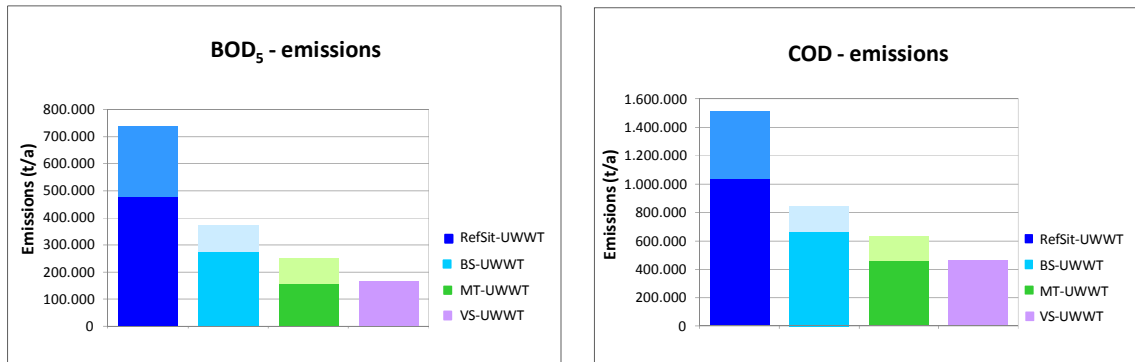 BOD5 - emissions
Emissions (t/a)
800.000
700.000
600.000
500.000
400.000
300.000
200.000
100.000
0
RefSit-UWWT
BS-UWWT
MT-UWWT
VS-UWWT
COD - emissions
Emissions (t/a)
1.600.000
1.400.000
1.200.000
1.000.000
800.000
600.000
400.000
200.000
0
RefSit-UWWT
BS-UWWT
MT-UWWT
VS-UWWT